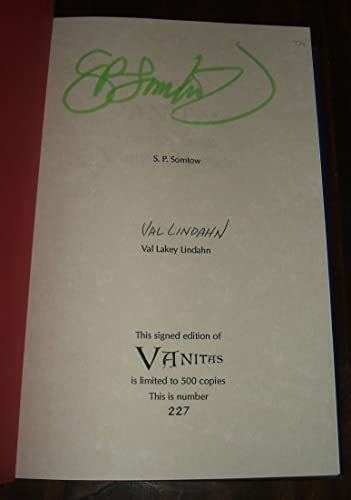 S P Somtow
S. P. Somtow
VAL LINDAHN
Val Lakey Lindahn
This signed edition of
VANITAS
is limited to 500 copies
This is number
227